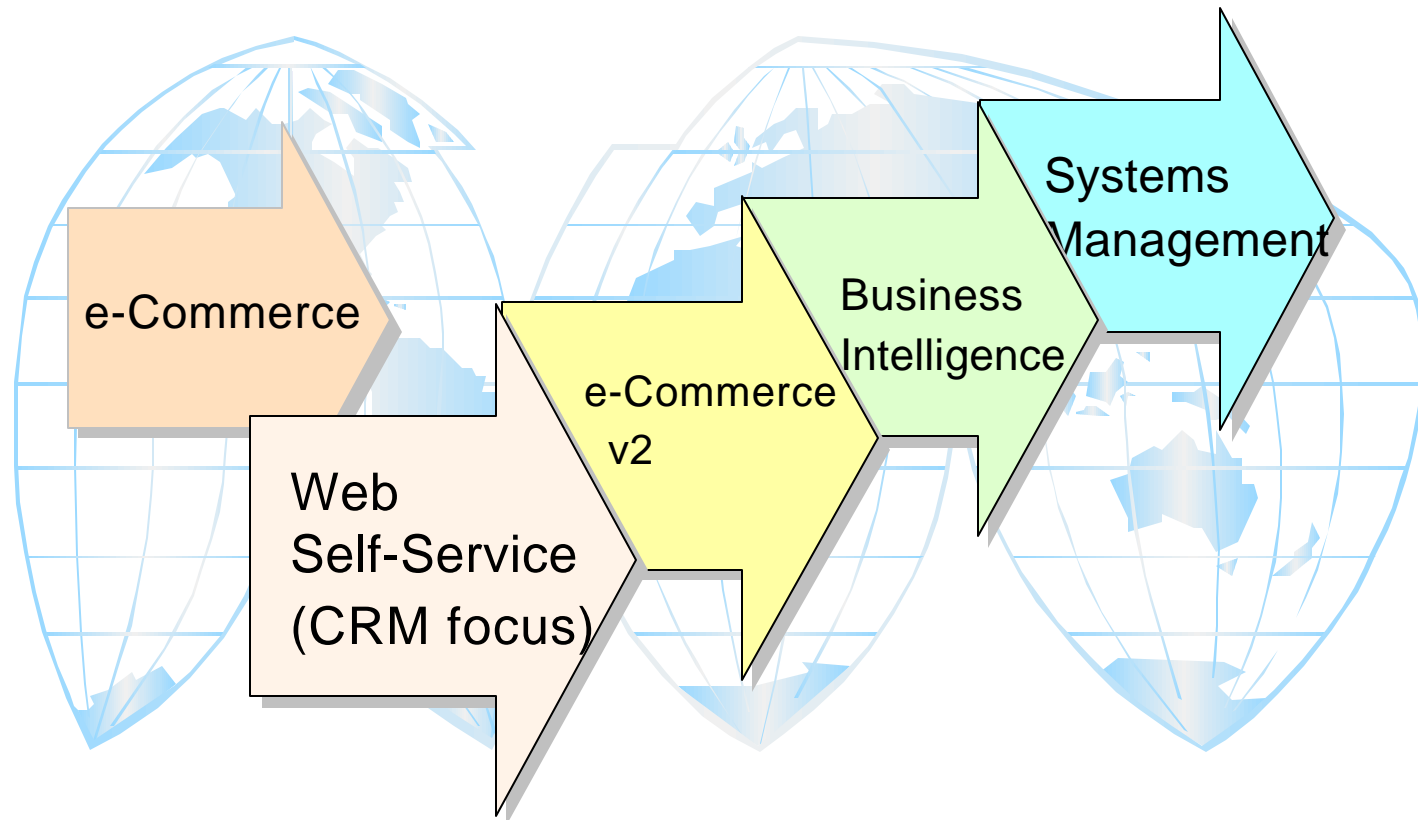 e-Commerce
Web
Self-Service
(CRM focus)
e-Commerce
v2
Business
Intelligence
Systems
Management